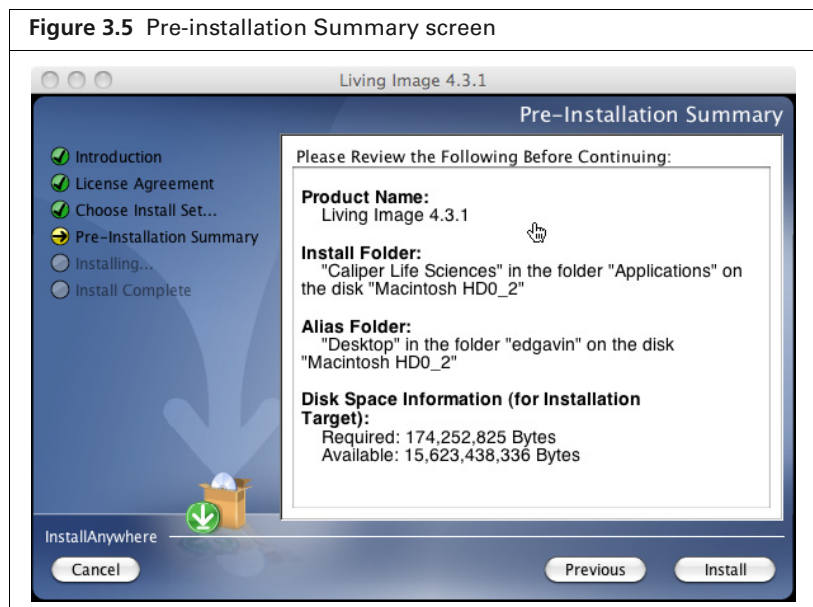 Figure 3.5 Pre-installation Summary screen
Living Image 4.3.1
Pre-Installation Summary
Introduction
License Agreement
Choose Install Set...
Pre-Installation Summary
Installing...
Install Complete
Please Review the Following Before Continuing:
Product Name:
Living Image 4.3.1
Install Folder:
"Caliper Life Sciences" in the folder "Applications" on
the disk "Macintosh HD0_2"
Alias Folder:
"Desktop" in the folder "edgavin" on the disk
"Macintosh HD0_2"
Disk Space Information (for Installation
Target):
Required: 174,252,825 Bytes
Available: 15,623,438,336 Bytes
InstallAnywhere
Cancel
Previous
Install